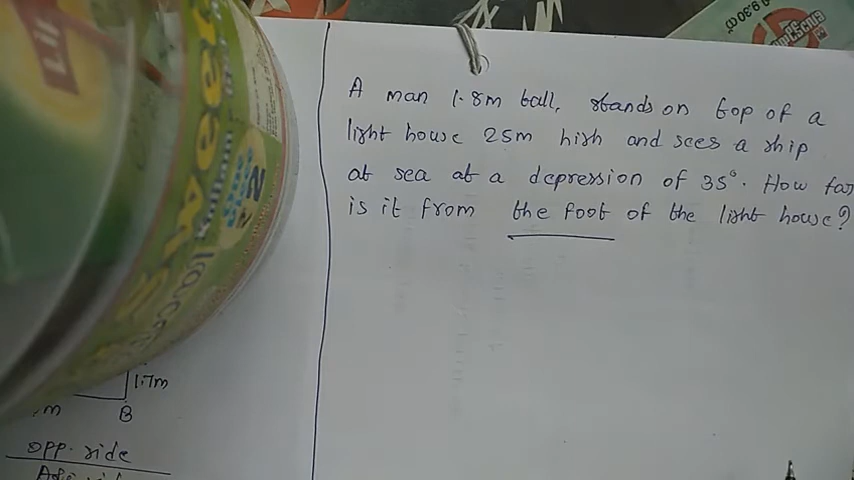 A man 1.8m tall, stands on top of a
light house 25m high and sees a ship
at sea at a depression of 35°. How far
is it from the foot of the light house?
1.7m
m B
opp. side